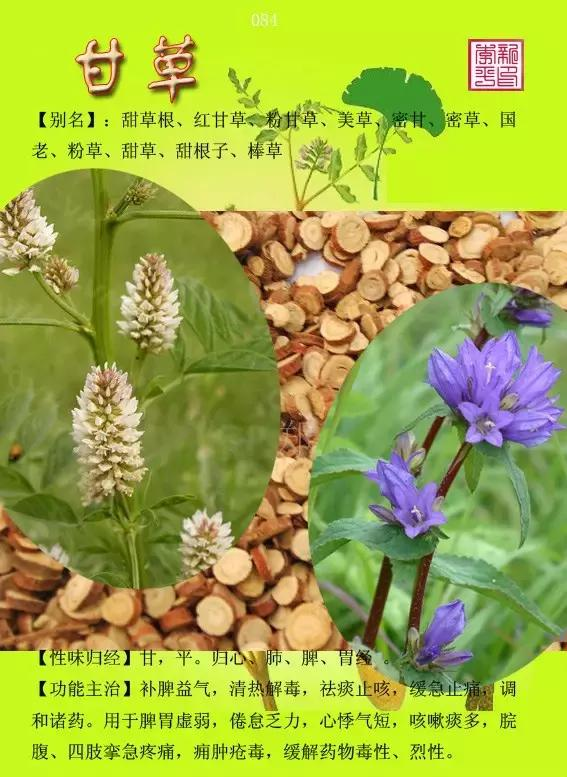 084
甘草
【别名】：甜草根、红甘草、粉甘草、美草、密甘、密草、国
老、粉草、甜草、甜根子、棒草
【性味归经】甘，平。归心、肺、脾、胃经 。
【功能主治】补脾益气，清热解毒，祛痰止咳，缓急止痛，调
和诸药。用于脾胃虚弱，倦怠乏力，心悸气短，咳嗽痰多，脘
腹、四肢挛急疼痛，痈肿疮毒，缓解药物毒性、烈性。